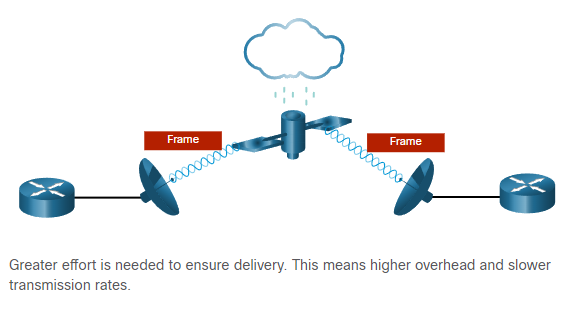 Frame
Frame
Greater effort is needed to ensure delivery. This means higher overhead and slower
transmission rates.